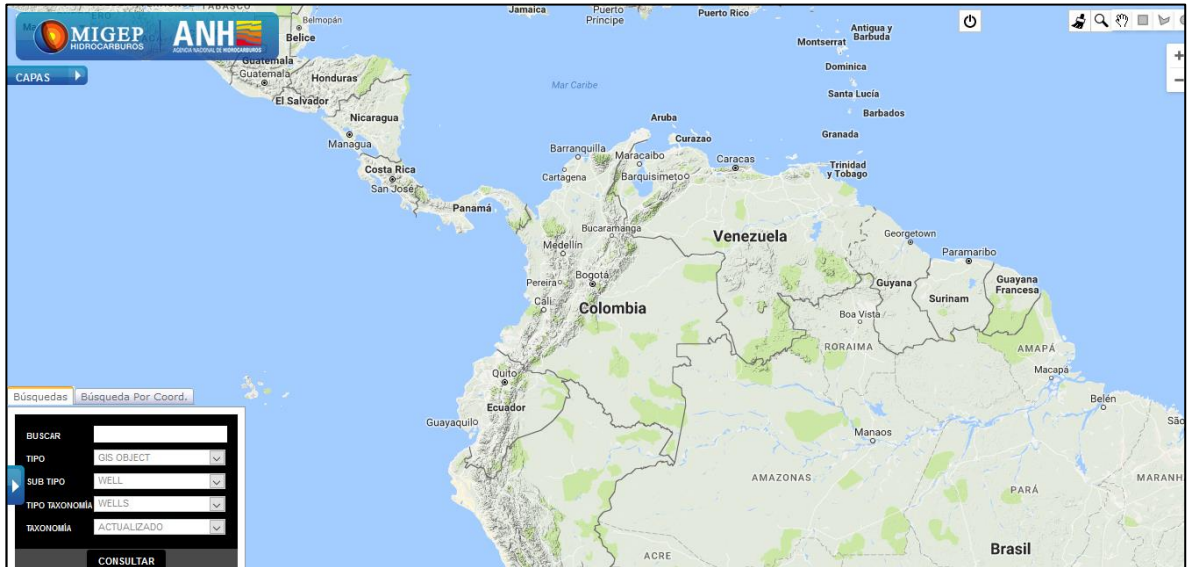 TABASCO
Belmopán
Belice
MIGEP
HIDROCARBUROS
ANH
AGENCIA NACIONAL DE HIDROCARBUROS
CAPAS
Jamaica
Puerto
Príncipe
Puerto Rico
Antigua y
Barbuda
Montserrat
Dominica
Santa Lucía
Barbados
Granada
Trinidad
y Tobago
Mar Caribe
Guatemala
Guatemala
Honduras
El Salvador
Nicaragua
Managua
Costa Rica
San José
Panamá
Aruba
Curazao
Barranquilla
Maracaibo
Caracas
Cartagena
Barquisimeto
Bucaramanga
Venezuela
Georgetown
Paramaribo
Medellín
Bogotá
Pereira
Cali
Colombia
Guyana
Surinam
Guayana
Francesa
Boa Vista
RORAIMA
AMAPÁ
Macapá
Quito
Ecuador
Guayaquil
Belén
São
Manaos
AMAZONAS
PARÁ
MARANH
ACRE
Brasil
Búsquedas
Búsqueda Por Coord.
BUSCAR
TIPO
GIS OBJECT
SUB TIPO
WELL
TIPO TAXONOMÍA
WELLS
TAXONOMÍA
ACTUALIZADO
CONSULTAR